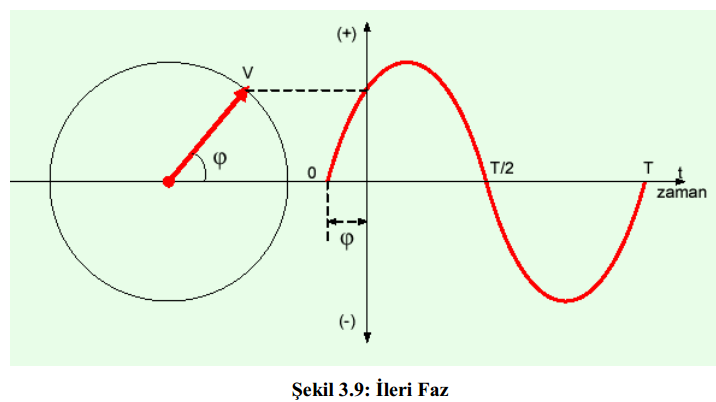 (+)
V
φ
0
T/2
T
t
zaman
φ
(-)
Şekil 3.9: İleri Faz